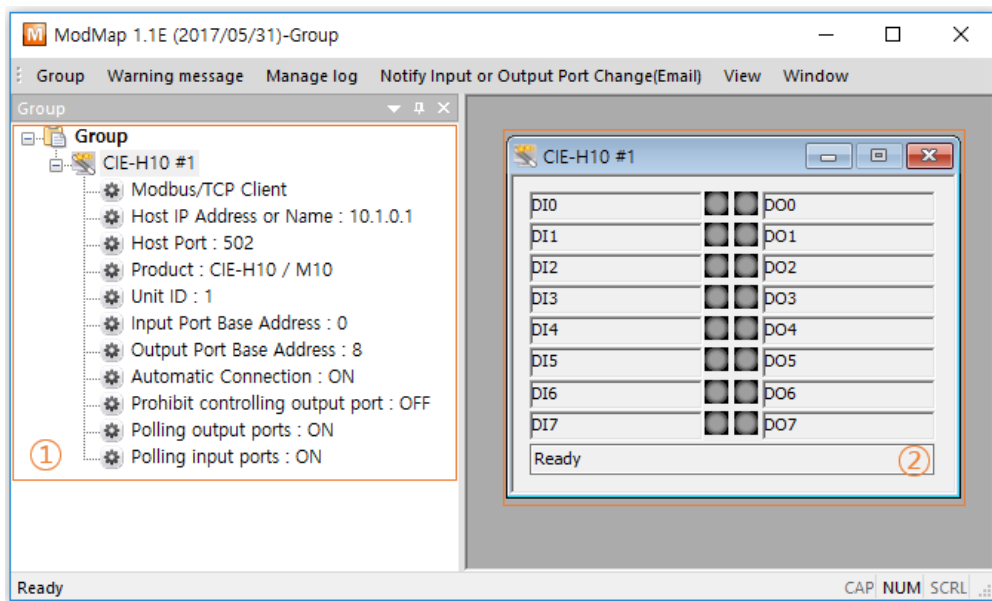 ModMap 1.1E (2017/05/31)-Group
Group Warning message Manage log Notify Input or Output Port Change(Email) View Window
Group
Group
CIE-H10 #1
Modbus/TCP Client
Host IP Address or Name : 10.1.0.1
Host Port : 502
Product : CIE-H10 / M10
Unit ID : 1
Input Port Base Address : 0
Output Port Base Address : 8
Automatic Connection : ON
Prohibit controlling output port : OFF
Polling output ports : ON
Polling input ports : ON
①
CIE-H10 #1
DI0 DO0
DI1 DO1
DI2 DO2
DI3 DO3
DI4 DO4
DI5 DO5
DI6 DO6
DI7 DO7
Ready ②
Ready CAP NUM SCRL